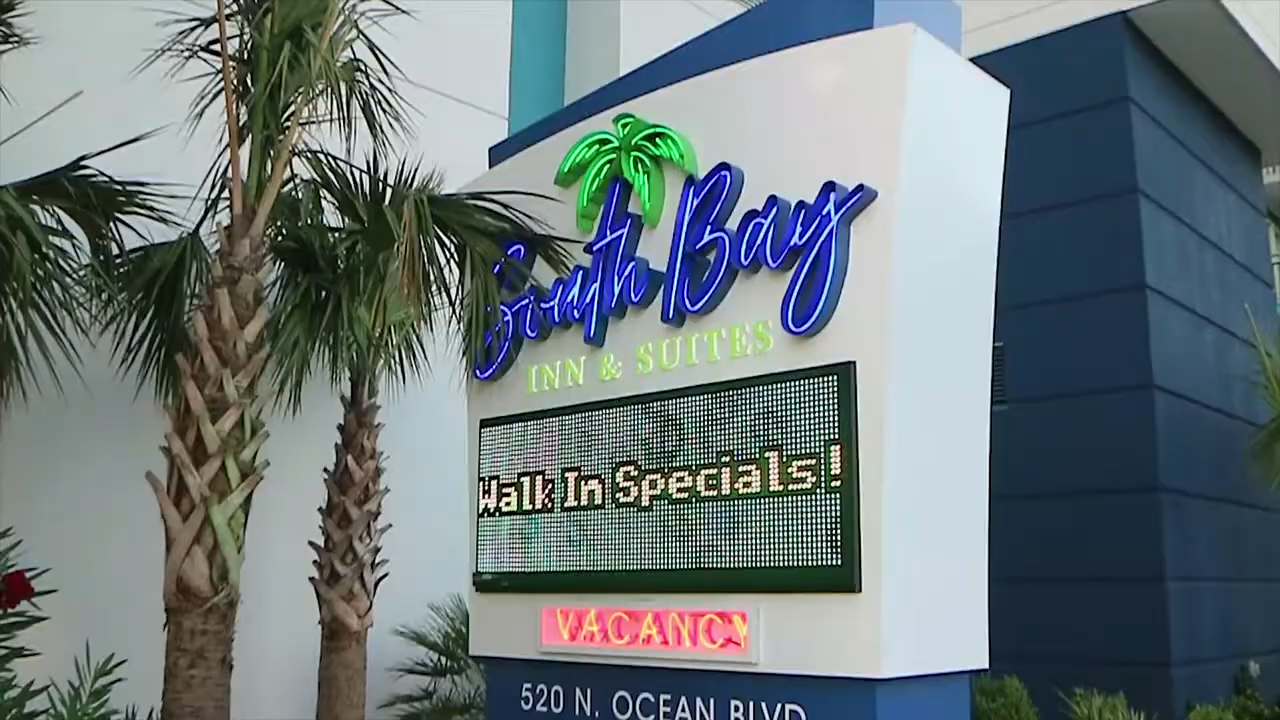 South Bay
INN & SUITES
Walk In Specials!
VACANCY
520 N. OCEAN BLVD